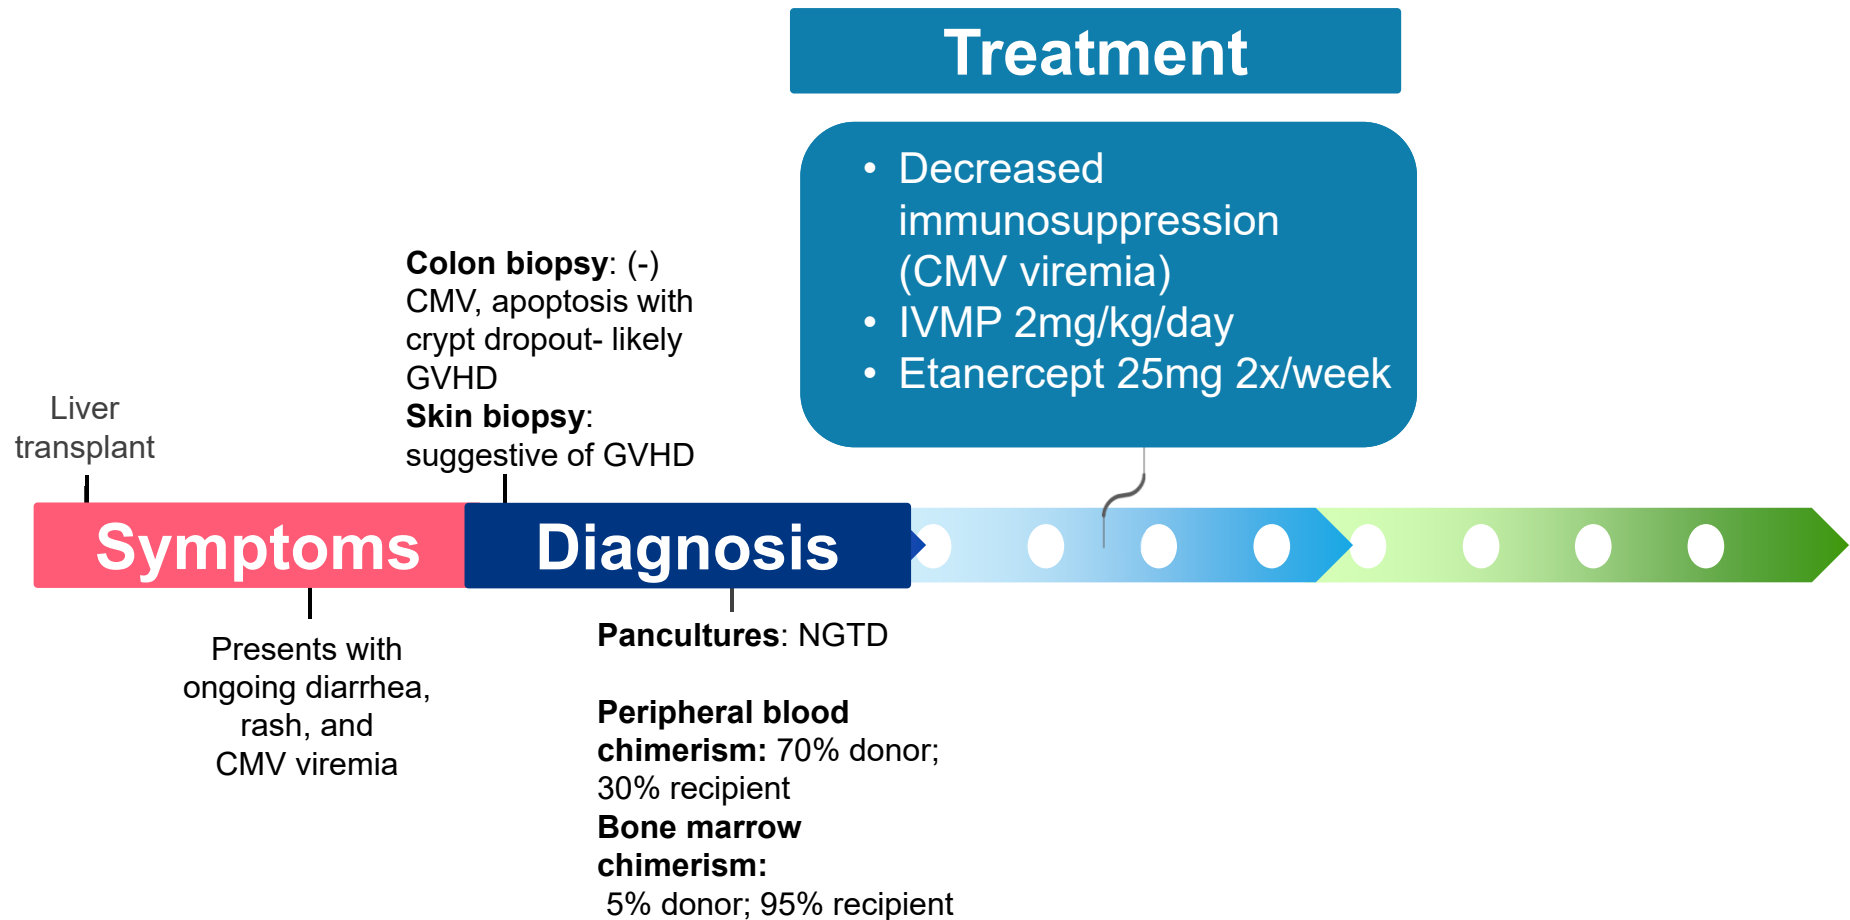 Treatment
• Decreased
immunosuppression
(CMV viremia)
• IVMP 2mg/kg/day
• Etanercept 25mg 2x/week
Colon biopsy: (-)
CMV, apoptosis with
crypt dropout- likely
GVHD
Skin biopsy:
suggestive of GVHD
Liver
transplant
Symptoms
Diagnosis
Presents with
ongoing diarrhea,
rash, and
CMV viremia
Pancultures: NGTD
Peripheral blood
chimerism: 70% donor;
30% recipient
Bone marrow
chimerism:
5% donor; 95% recipient